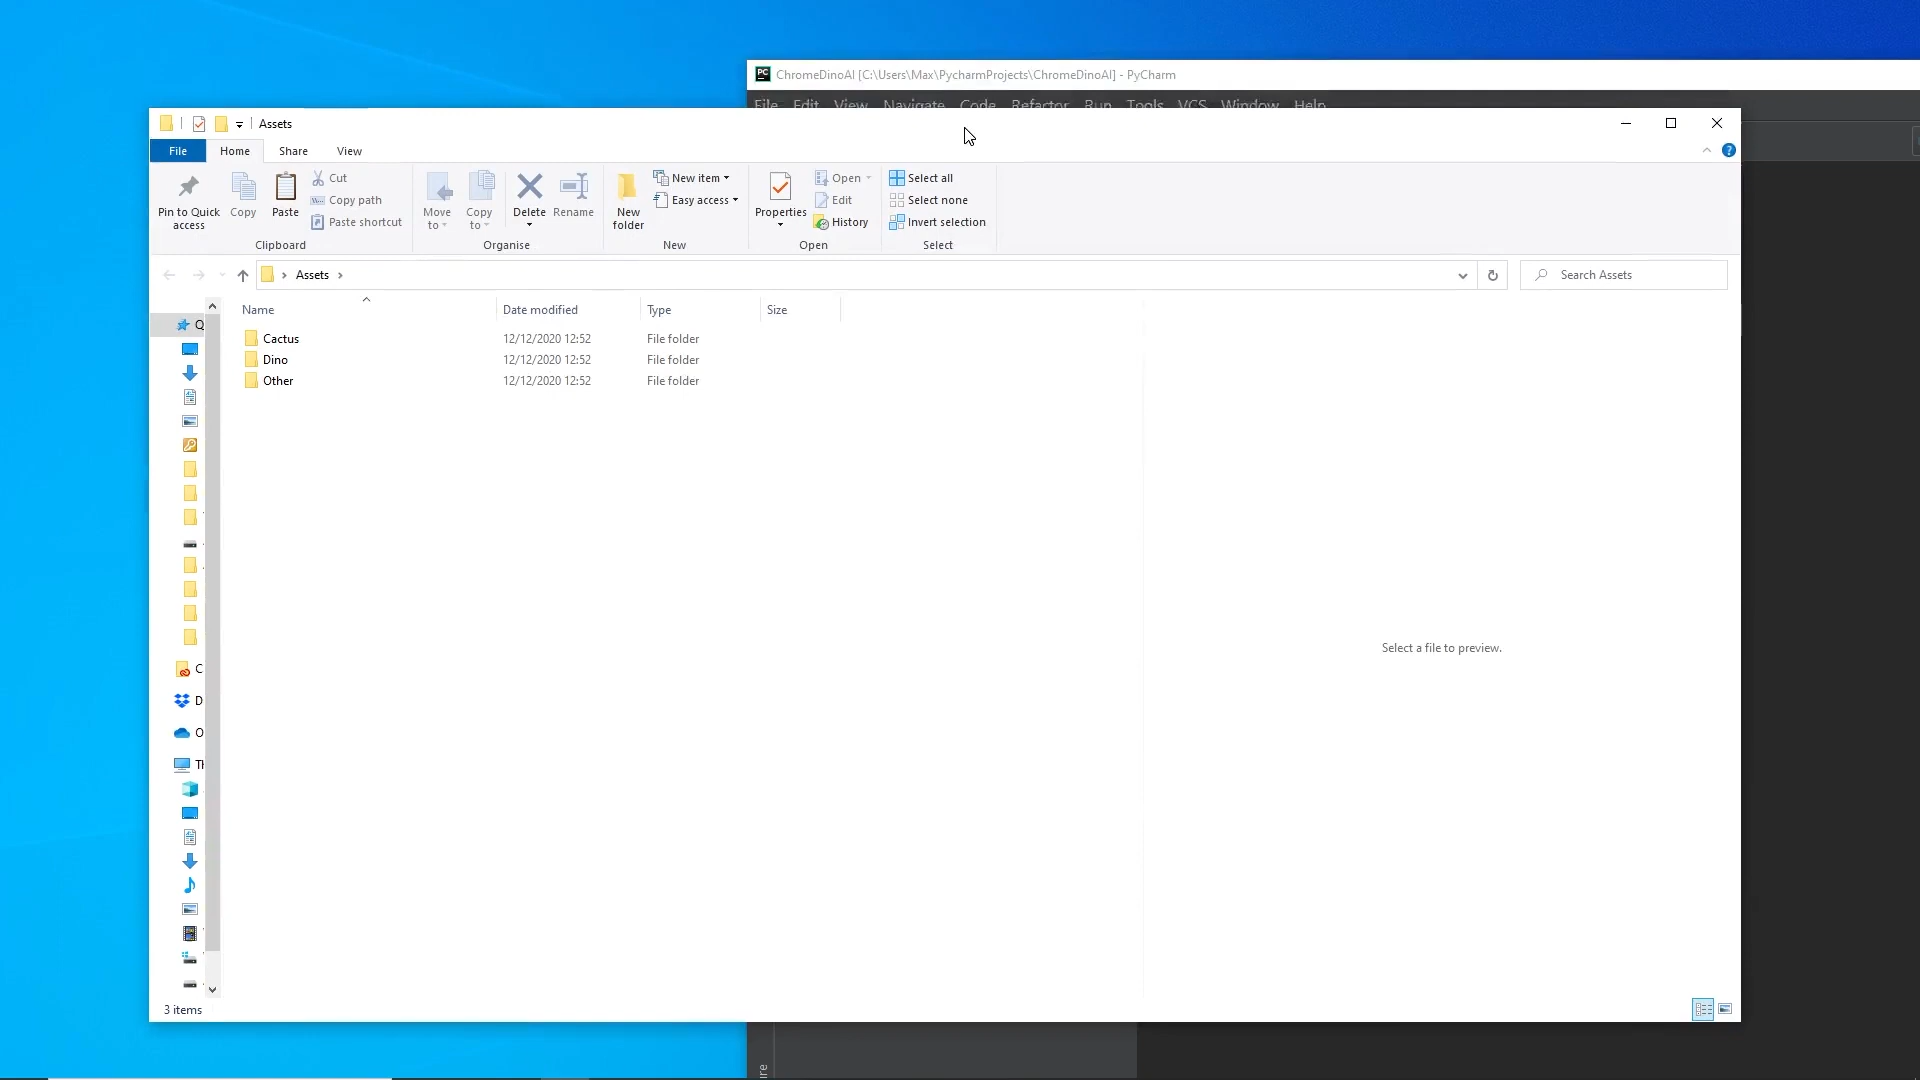 PC ChromeDinoAI [C:\Users\Max\PycharmProjects\ChromeDinoAI] - PyCharm
File Edit View Navigate Code Refactor Run Tools VCS Window Help
Assets
File Home Share View
Pin to Quick access
Copy
Paste
Cut
Copy path
Paste shortcut
Clipboard
Move to
Copy to
Delete
Rename
Organise
New folder
New item
Easy access
New
Properties
Open
Edit
History
Open
Select all
Select none
Invert selection
Select
Assets
Search Assets
Name Date modified Type Size
Cactus 12/12/2020 12:52 File folder
Dino 12/12/2020 12:52 File folder
Other 12/12/2020 12:52 File folder
Select a file to preview.
3 items